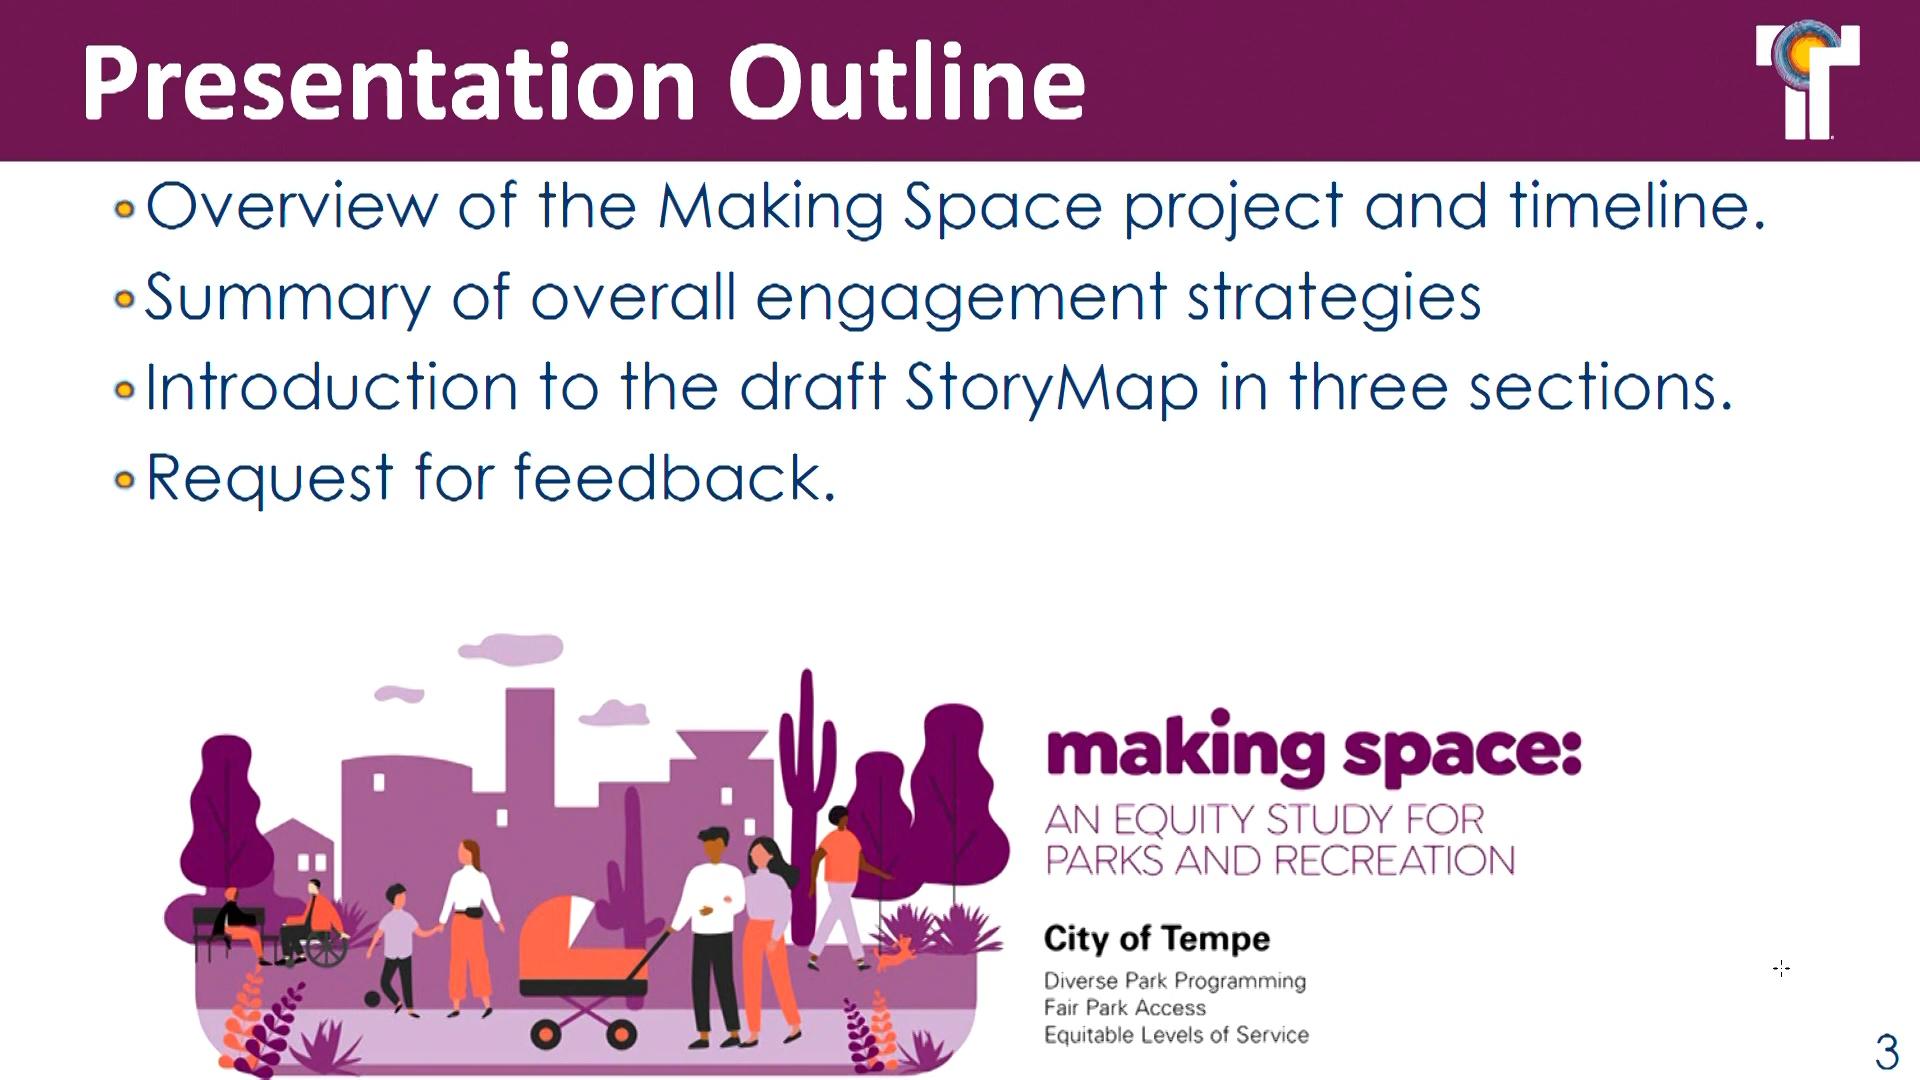 Presentation Outline
• Overview of the Making Space project and timeline.
• Summary of overall engagement strategies
• Introduction to the draft StoryMap in three sections.
• Request for feedback.
making space:
AN EQUITY STUDY FOR
PARKS AND RECREATION
City of Tempe
Diverse Park Programming
Fair Park Access
Equitable Levels of Service
3